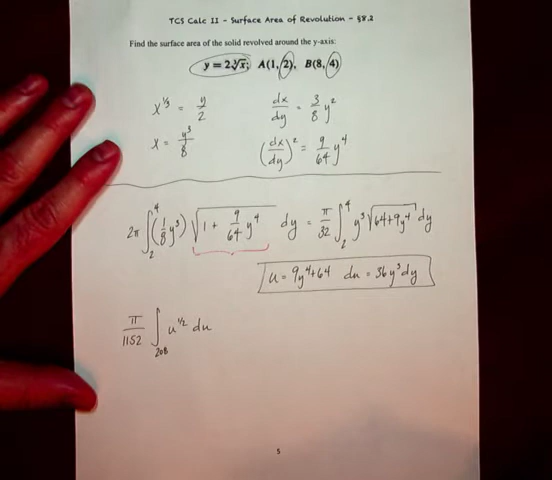 TCS Calc II - Surface Area of Revolution - §8.2
Find the surface area of the solid revolved around the y-axis:
y = 2∛x; A(1, 2), B(8, 4)
x^(1/3) = y/2 dx/dy = 3/8 y²
x = y³/8 (dx/dy)² = 9/64 y⁴
2π ∫₂⁴ (1/8 y³) √(1 + 9/64 y⁴) dy = π/32 ∫₂⁴ y³ √(64+9y⁴) dy
u = 9y⁴+64 du = 36y³dy
π/1152 ∫₂₀₈ u^(1/2) du
5